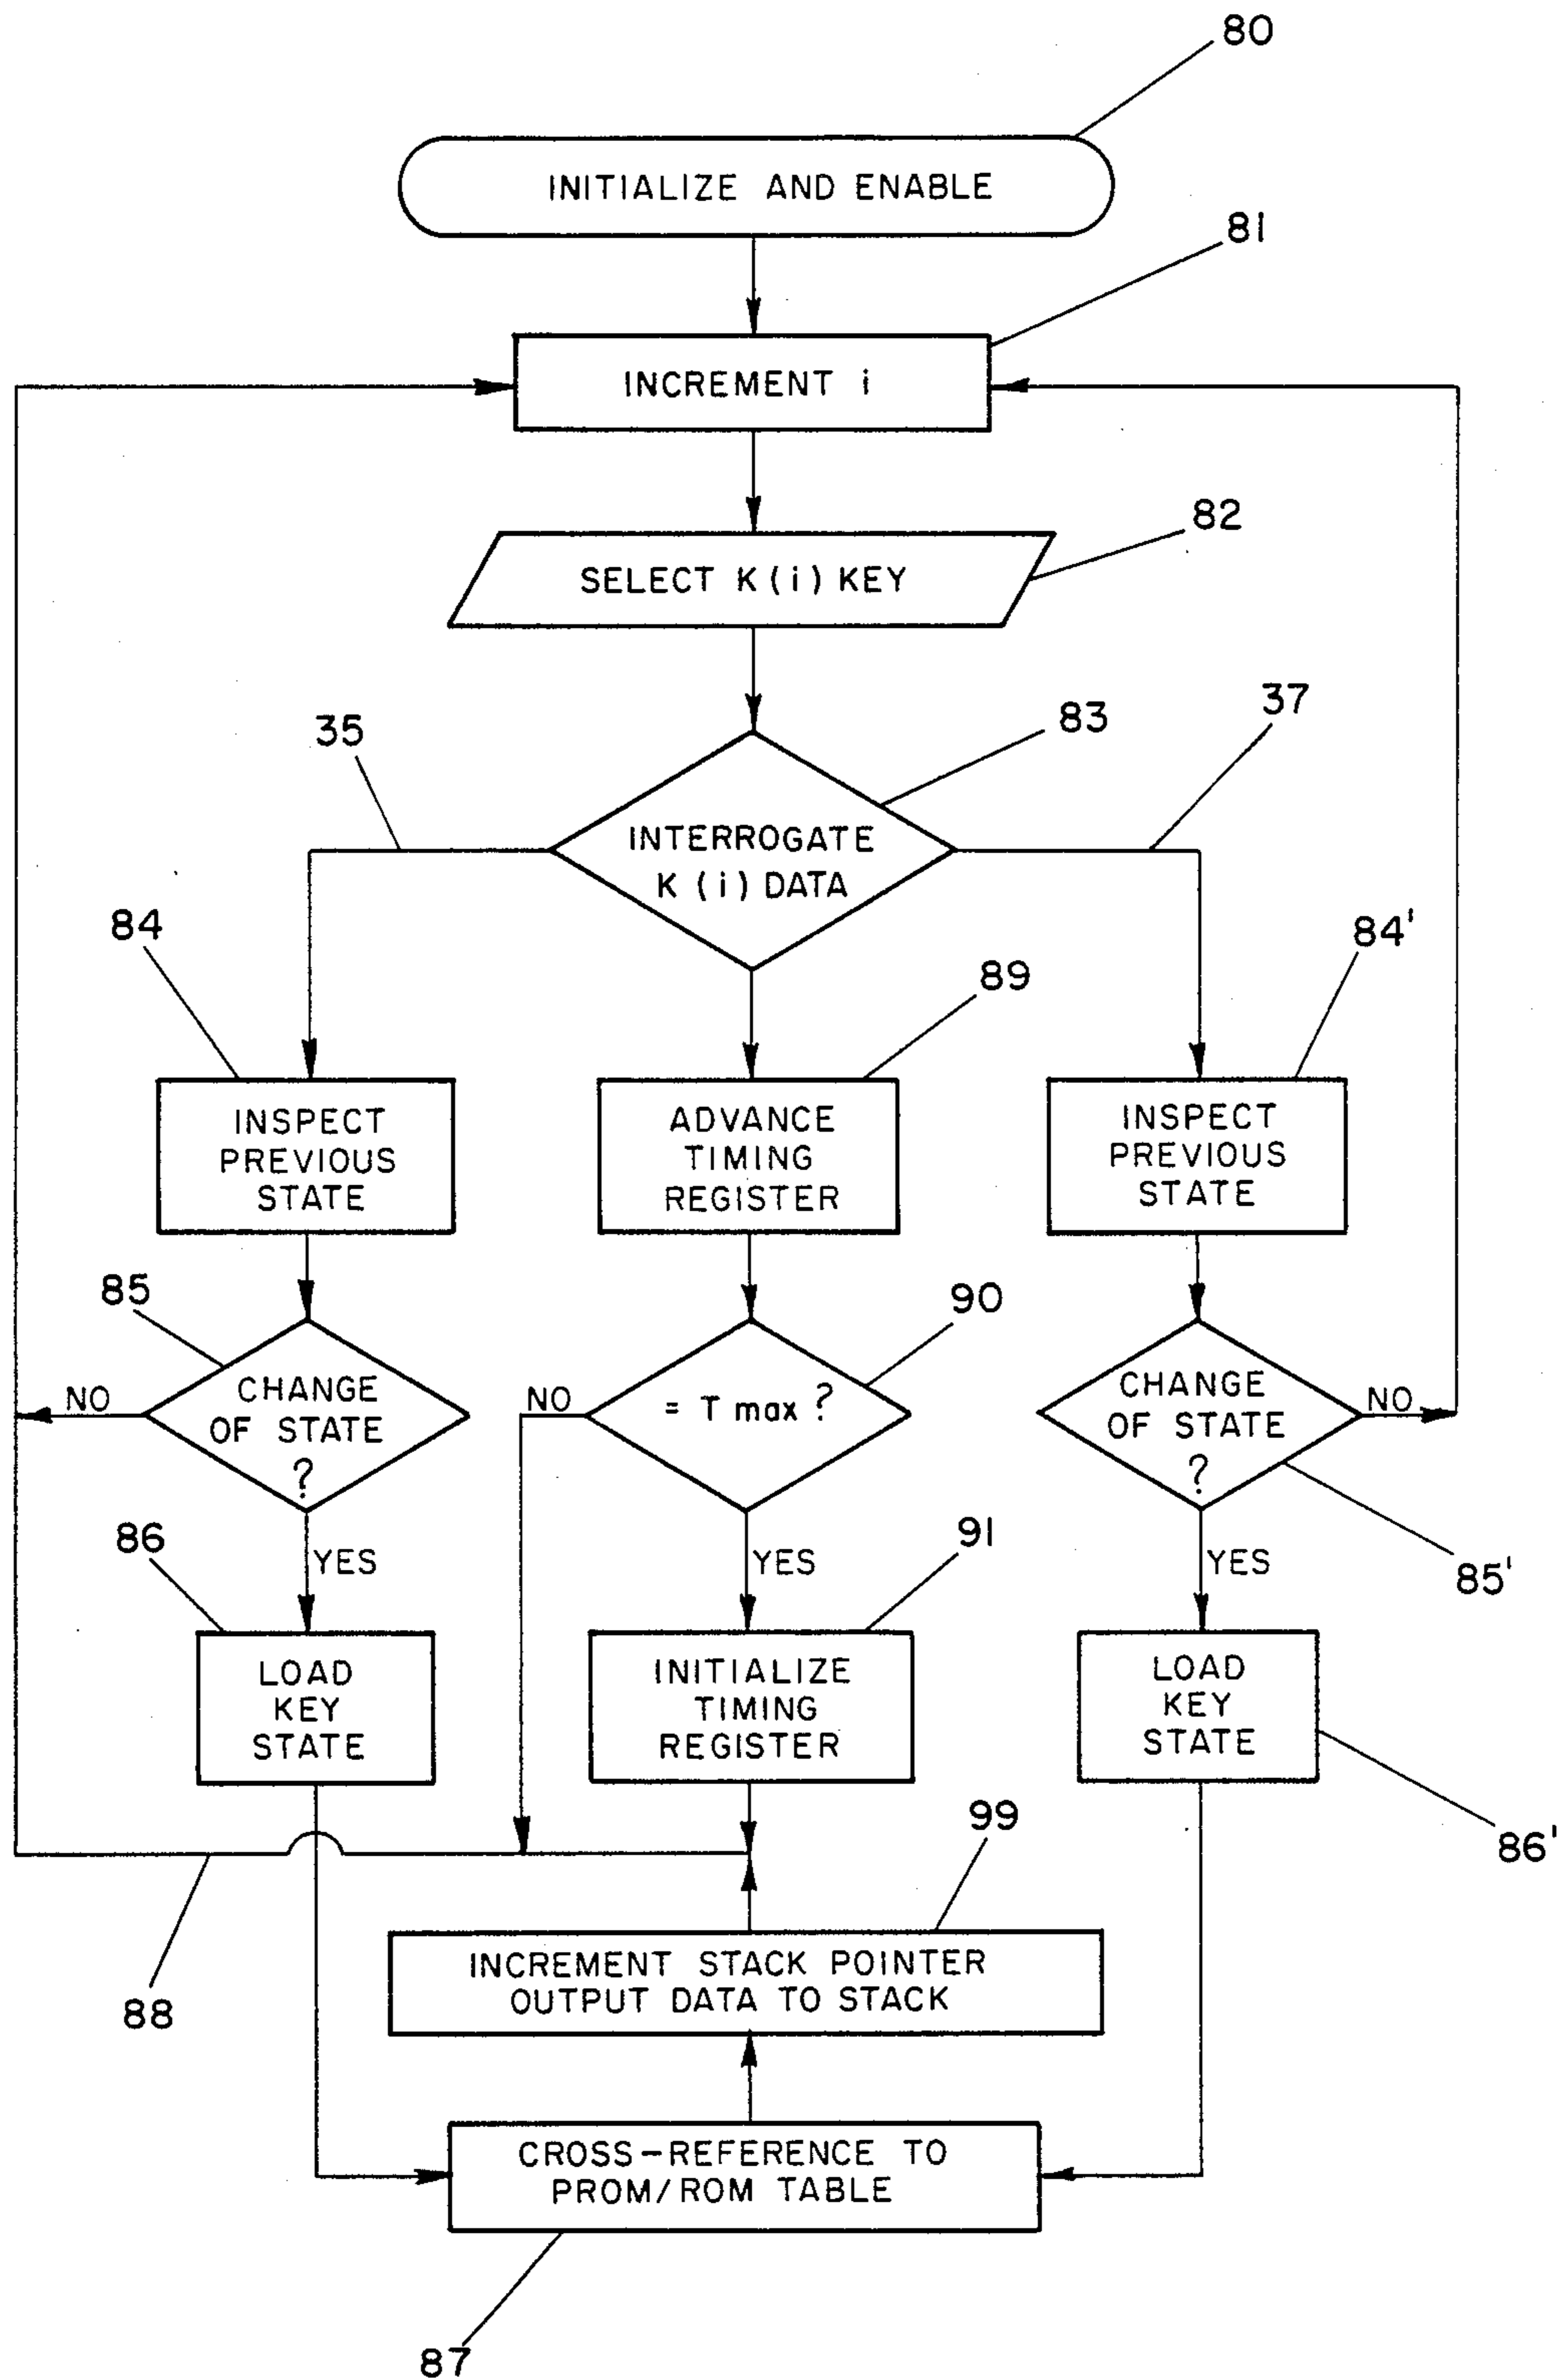 80
INITIALIZE AND ENABLE
81
INCREMENT i
82
SELECT K (i) KEY
35
83
37
INTERROGATE
K (i) DATA
84
89
84'
INSPECT
PREVIOUS
STATE
ADVANCE
TIMING
REGISTER
INSPECT
PREVIOUS
STATE
85
90
NO
CHANGE
OF STATE
?
NO
= T max ?
CHANGE
OF STATE
?
NO
86
YES
91
YES
YES
85'
LOAD
KEY
STATE
INITIALIZE
TIMING
REGISTER
LOAD
KEY
STATE
99
86'
88
INCREMENT STACK POINTER
OUTPUT DATA TO STACK
CROSS-REFERENCE TO
PROM/ROM TABLE
87